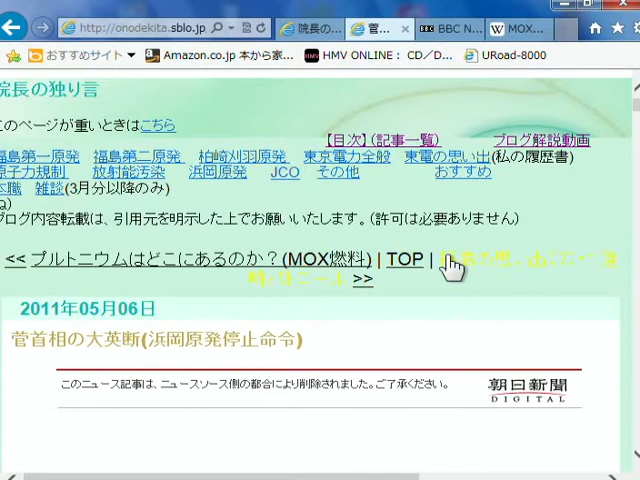 http://onodekita.sblo.jp
院長の
菅
BBC N...
MOX...
おすすめサイト
Amazon.co.jp 本から家...
HMV ONLINE : CD／D...
URoad-8000
院長の独り言
このページが重いときはこちら
【目次】（記事一覧）
ブログ解説動画
福島第一原発 福島第二原発 柏崎刈羽原発 東京電力全般 東電の思い出(私の履歴書)
原子力規制 放射能汚染 浜岡原発 JCO その他 おすすめ
本職 雑談(3月分以降のみ)
ね)
ブログ内容転載は、引用元を明示した上でお願いいたします。（許可は必要ありません）
<< プルトニウムはどこにあるのか？(MOX燃料) | TOP |
>>
2011年05月06日
菅首相の大英断(浜岡原発停止命令)
このニュース記事は、ニュースソース側の都合により削除されました。ご了承ください。
朝日新聞
DIGITAL